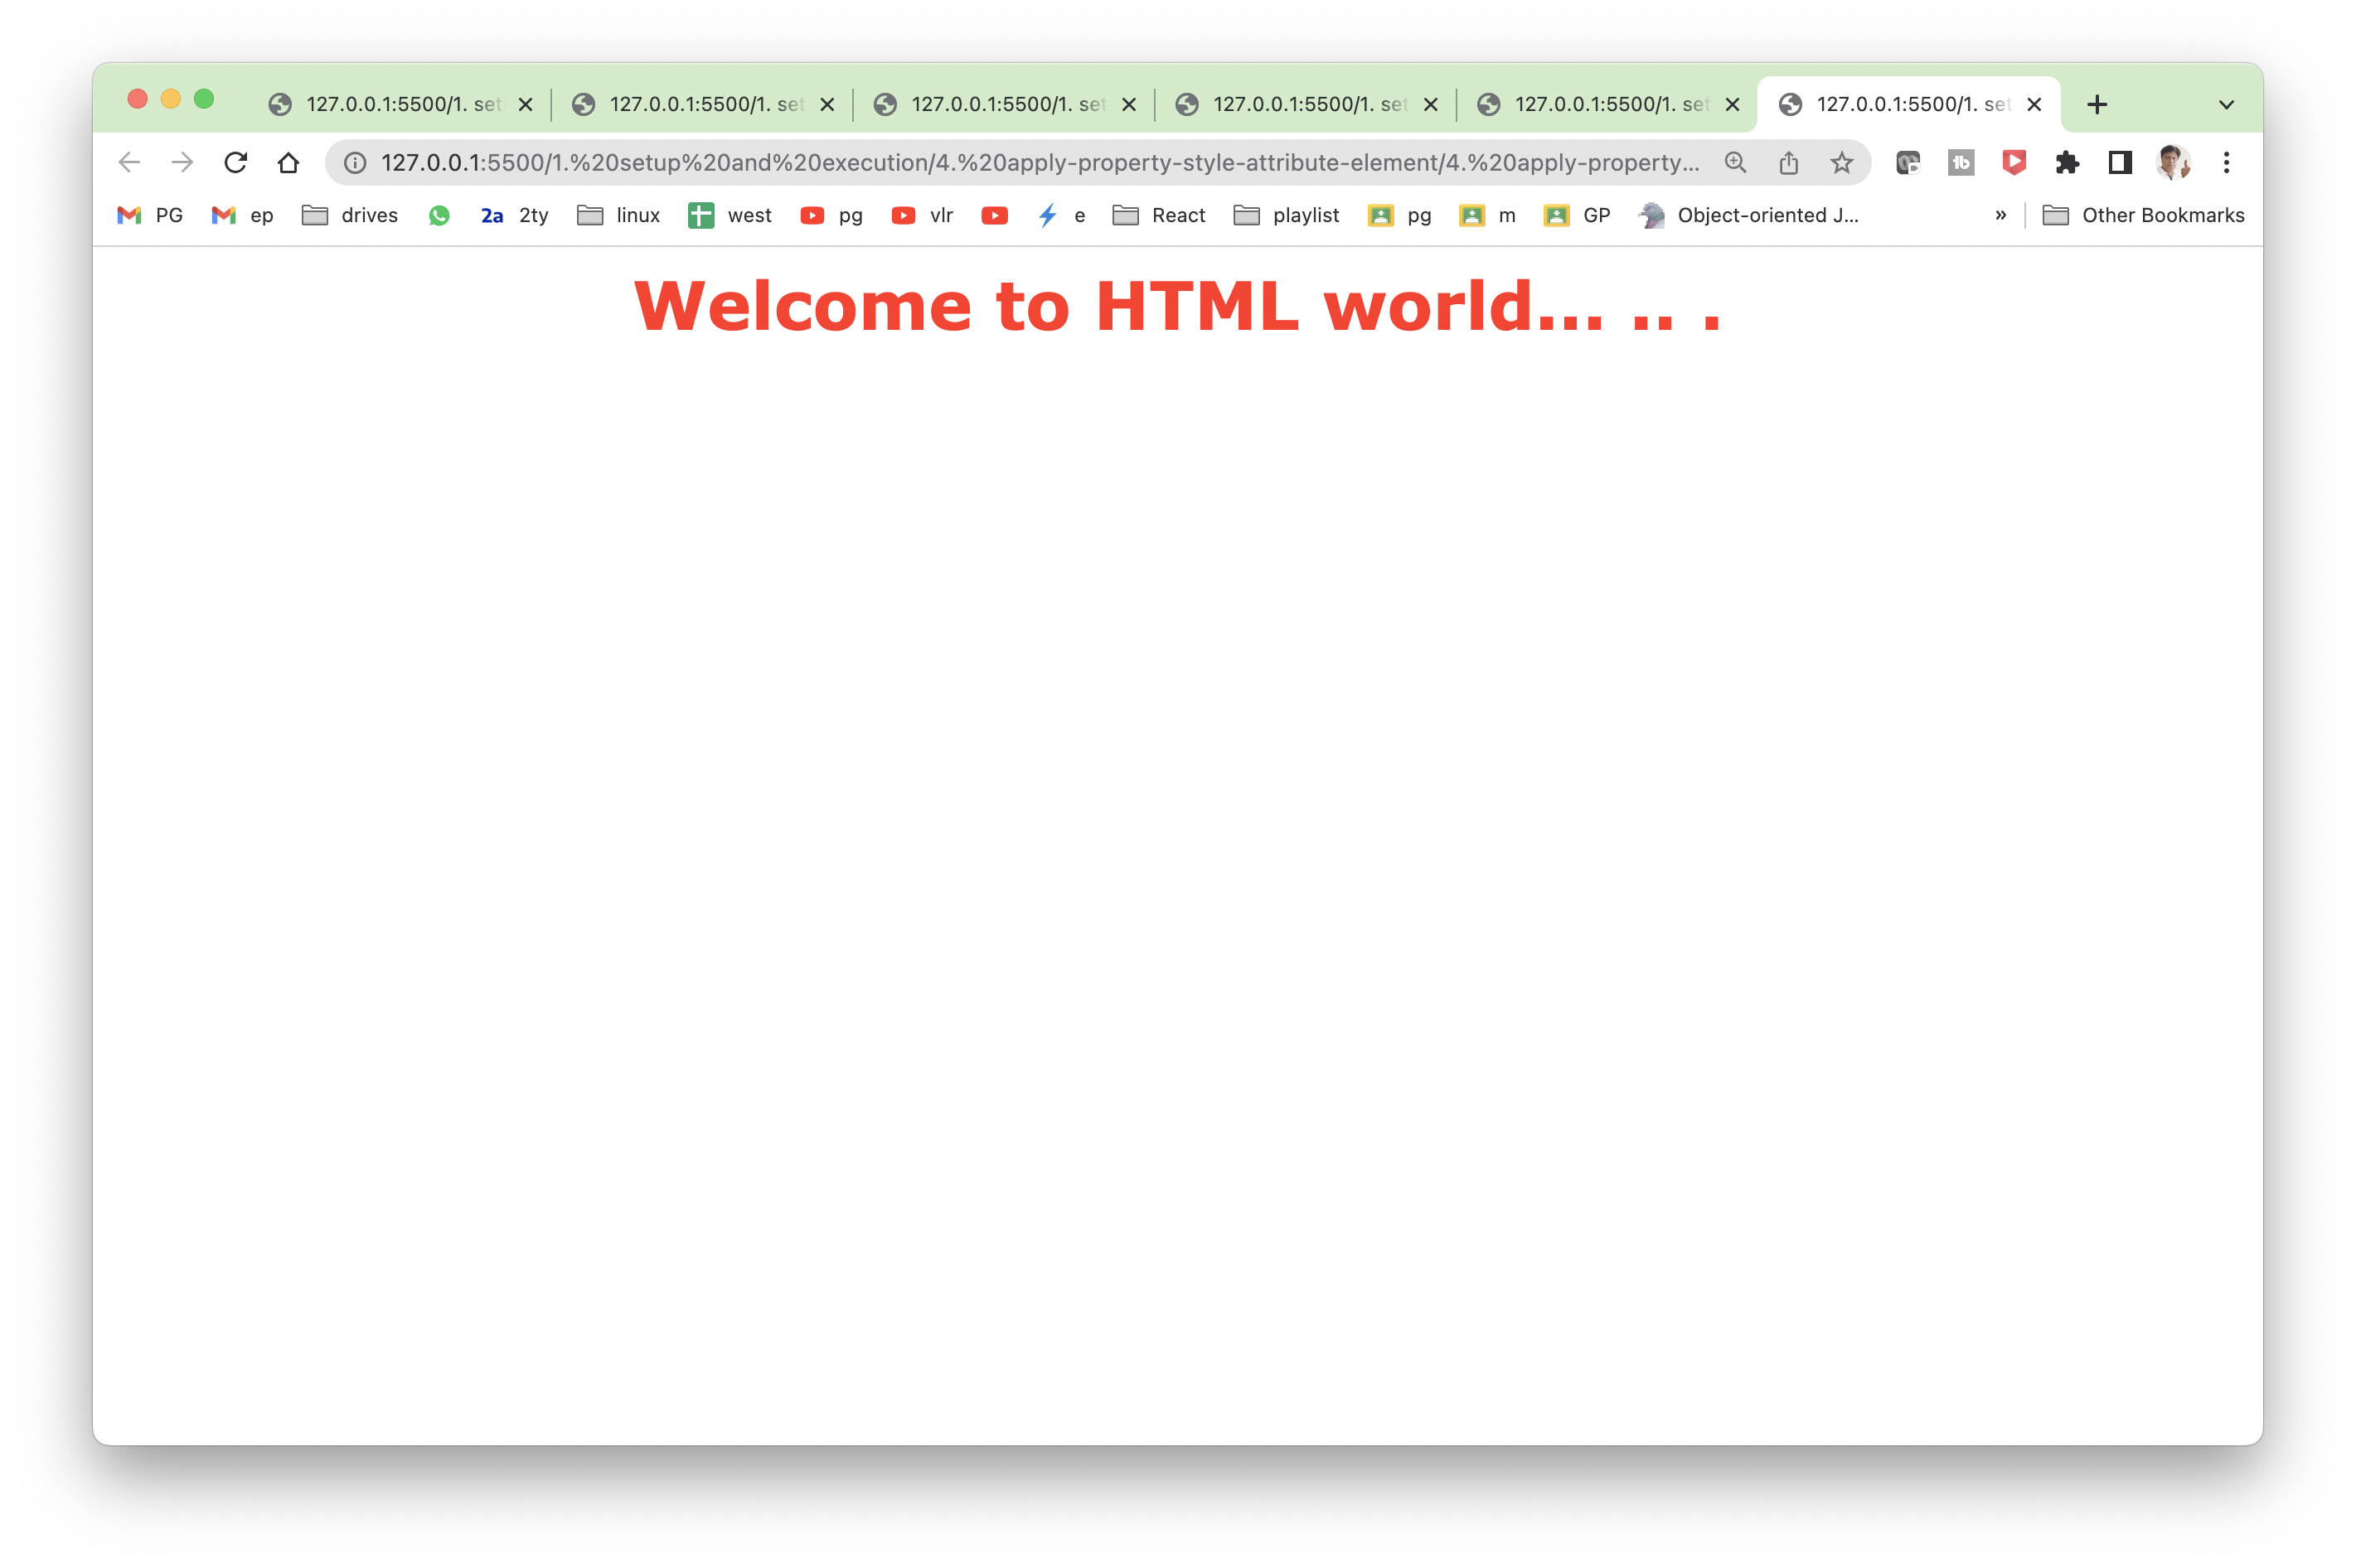 127.0.0.1:5500/1. set 127.0.0.1:5500/1. set 127.0.0.1:5500/1. set 127.0.0.1:5500/1. set 127.0.0.1:5500/1. set 127.0.0.1:5500/1. set
127.0.0.1:5500/1.%20setup%20and%20execution/4.%20apply-property-style-attribute-element/4.%20apply-property...
PG ep drives 2a 2ty linux west pg vlr e React playlist pg m GP Object-oriented J... » Other Bookmarks
Welcome to HTML world... .. .